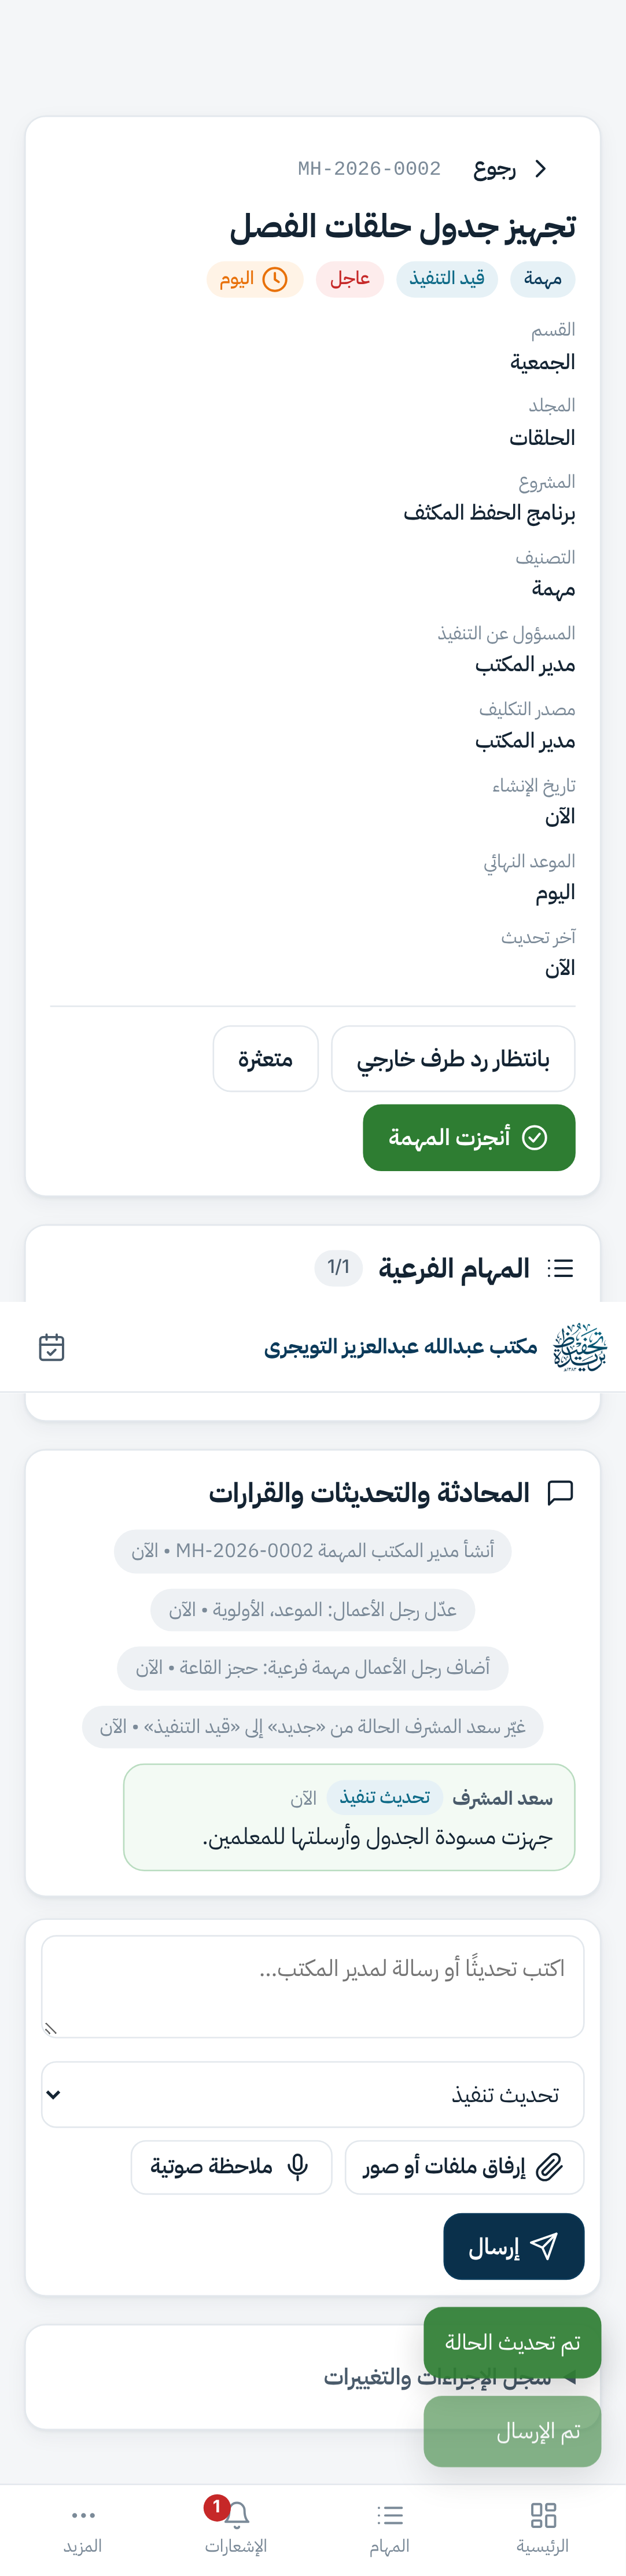 رجوع MH-2026-0002
تجهيز جدول حلقات الفصل
مهمة قيد التنفيذ عاجل اليوم
القسم
الجمعية
المجلد
الحلقات
المشروع
برنامج الحفظ المكثف
التصنيف
مهمة
المسؤول عن التنفيذ
مدير المكتب
مصدر التكليف
مدير المكتب
تاريخ الإنشاء
الآن
الموعد النهائي
اليوم
آخر تحديث
الآن
بانتظار رد طرف خارجي متعثرة
أنجزت المهمة
المهام الفرعية 1/1
مكتب عبدالله عبدالعزيز التويجري
المحادثة والتحديثات والقرارات
أنشأ مدير المكتب المهمة MH-2026-0002 • الآن
عدّل رجل الأعمال: الموعد، الأولوية • الآن
أضاف رجل الأعمال مهمة فرعية: حجز القاعة • الآن
غيّر سعد المشرف الحالة من «جديد» إلى «قيد التنفيذ» • الآن
سعد المشرف تحديث تنفيذ الآن
جهزت مسودة الجدول وأرسلتها للمعلمين.
اكتب تحديثًا أو رسالة لمدير المكتب...
تحديث تنفيذ
إرفاق ملفات أو صور ملاحظة صوتية
إرسال
تم تحديث الحالة
سجل الإجراءات والتغييرات
تم الإرسال
1
الرئيسية المهام الإشعارات المزيد